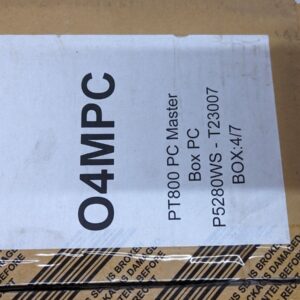 O4MPC
PT800 PC Master
Box PC
P5280WS - T23007
BOX:4/7